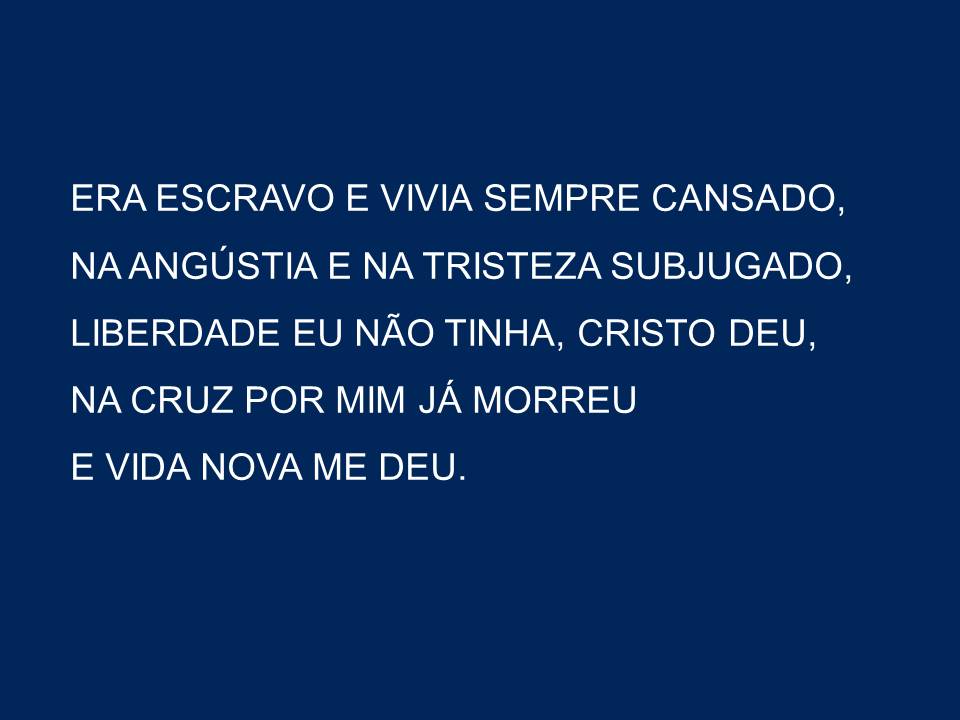 ERA ESCRAVO E VIVIA SEMPRE CANSADO,
NA ANGÚSTIA E NA TRISTEZA SUBJUGADO,
LIBERDADE EU NÃO TINHA, CRISTO DEU,
NA CRUZ POR MIM JÁ MORREU
E VIDA NOVA ME DEU.